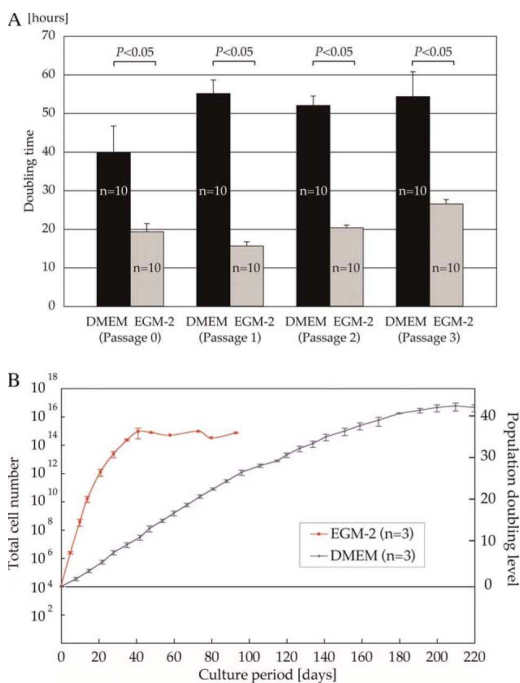 A [hours]
P<0.05 P<0.05 P<0.05 P<0.05
70
60
50
40
30
20
10
0
Doubling time
n=10 n=10 n=10 n=10
n=10 n=10 n=10 n=10
DMEM EGM-2 DMEM EGM-2 DMEM EGM-2 DMEM EGM-2
(Passage 0) (Passage 1) (Passage 2) (Passage 3)
B
10^18
10^16
10^14
10^12
10^10
10^8
10^6
10^4
10^2
0
Total cell number
40
30
20
10
0
Population doubling level
EGM-2 (n=3)
DMEM (n=3)
0 20 40 60 80 100 120 140 160 180 200 210 220
Culture period [days]